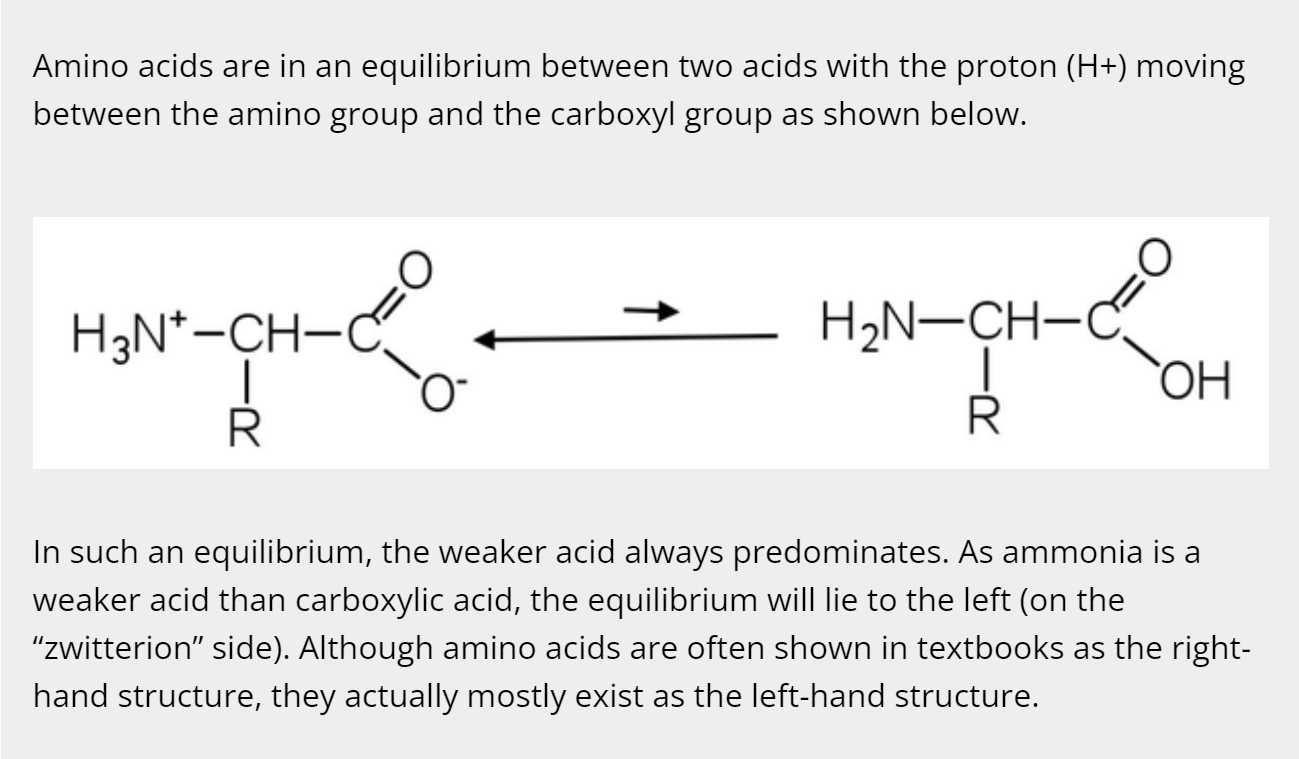 Amino acids are in an equilibrium between two acids with the proton (H+) moving
between the amino group and the carboxyl group as shown below.
O
H₃N⁺–CH–C
O⁻
R
O
H₂N–CH–C
OH
R
In such an equilibrium, the weaker acid always predominates. As ammonia is a
weaker acid than carboxylic acid, the equilibrium will lie to the left (on the
“zwitterion” side). Although amino acids are often shown in textbooks as the right-
hand structure, they actually mostly exist as the left-hand structure.